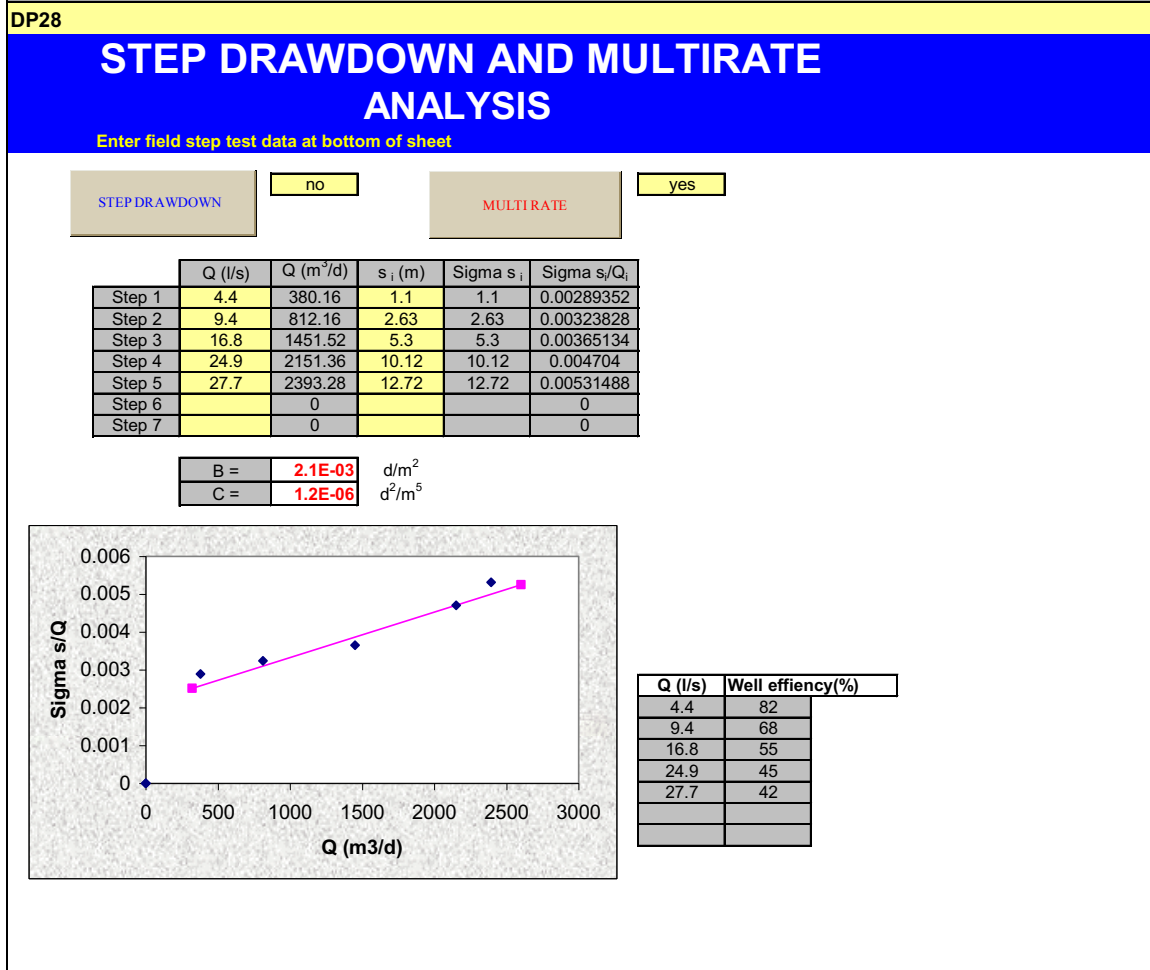 DP28
STEP DRAWDOWN AND MULTIRATE
ANALYSIS
Enter field step test data at bottom of sheet
STEP DRAWDOWN no MULTI RATE yes
Q (l/s) Q (m3/d) s i (m) Sigma s i Sigma si/Qi
Step 1 4.4 380.16 1.1 1.1 0.00289352
Step 2 9.4 812.16 2.63 2.63 0.00323828
Step 3 16.8 1451.52 5.3 5.3 0.00365134
Step 4 24.9 2151.36 10.12 10.12 0.004704
Step 5 27.7 2393.28 12.72 12.72 0.00531488
Step 6 0 0
Step 7 0 0
B = 2.1E-03 d/m2
C = 1.2E-06 d2/m5
Sigma s/Q
0.006
0.005
0.004
0.003
0.002
0.001
0
0 500 1000 1500 2000 2500 3000
Q (m3/d)
Q (l/s) Well effiency(%)
4.4 82
9.4 68
16.8 55
24.9 45
27.7 42